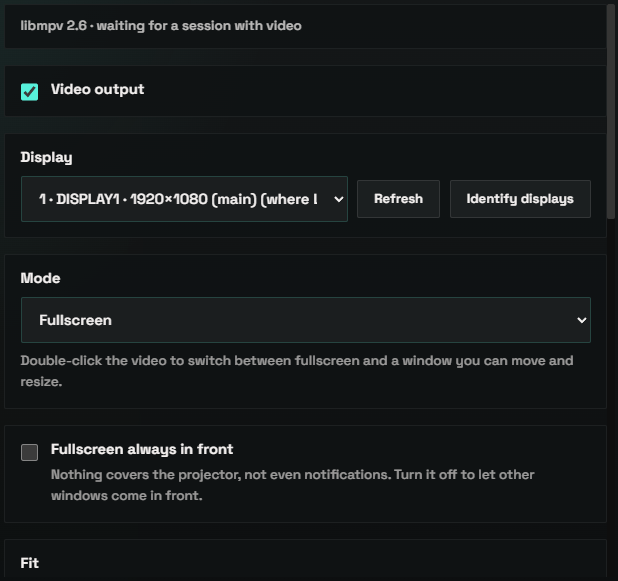 libmpv 2.6 · waiting for a session with video
Video output
Display
1 · DISPLAY1 · 1920×1080 (main) (where
Refresh
Identify displays
Mode
Fullscreen
Double-click the video to switch between fullscreen and a window you can move and
resize.
Fullscreen always in front
Nothing covers the projector, not even notifications. Turn it off to let other
windows come in front.
Fit